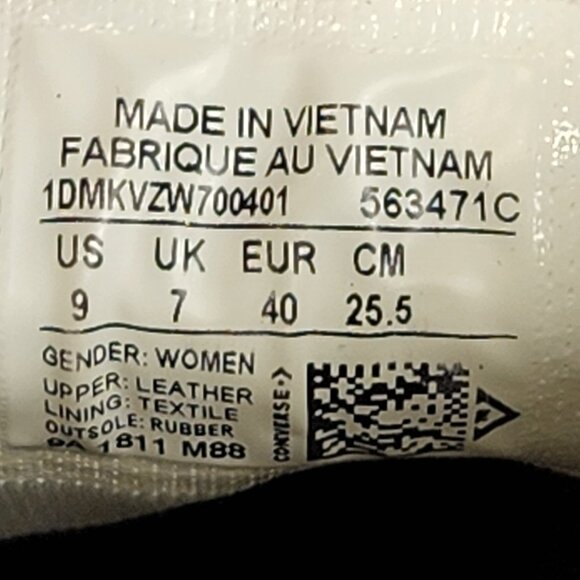 MADE IN VIETNAM
FABRIQUE AU VIETNAM
1DMKVZW700401 563471C
US UK EUR CM
9 7 40 25.5
GENDER: WOMEN
UPPER: LEATHER
LINING: TEXTILE
OUTSOLE: RUBBER
1811 M88
CONVERSE